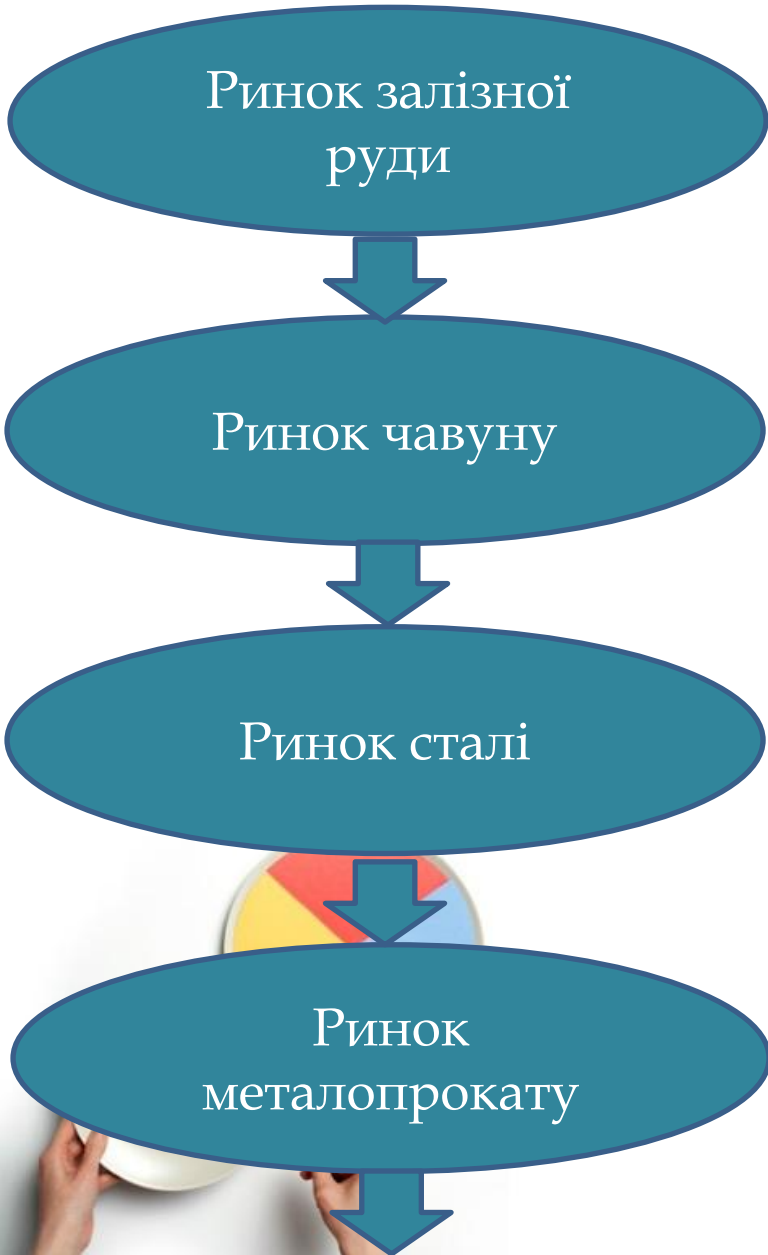 Ринок залізної
руди
Ринок чавуну
Ринок сталі
Ринок
металопрокату